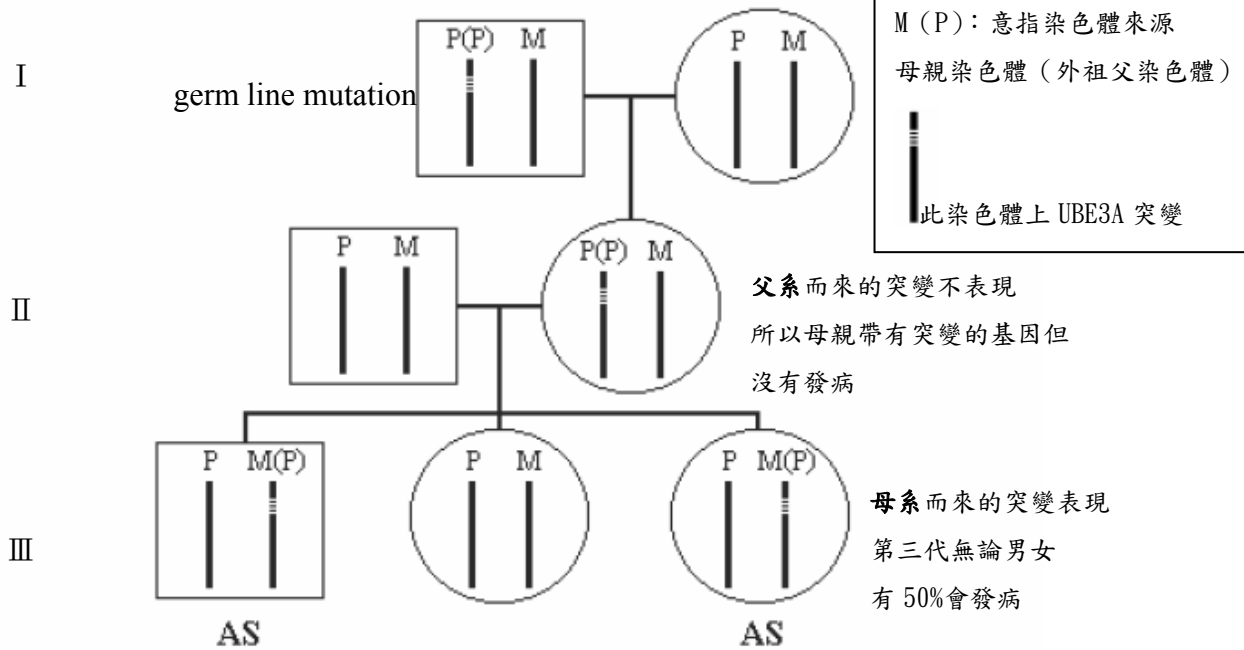 I
germ line mutation
P(P) M
P M
M (P): 意指染色體來源
母親染色體（外祖父染色體）
此染色體上 UBE3A 突變
II
P M
P(P) M
父系而來的突變不表現
所以母親帶有突變的基因但
沒有發病
III
P M(P)
P M
P M(P)
母系而來的突變表現
第三代無論男女
有 50%會發病
AS
AS